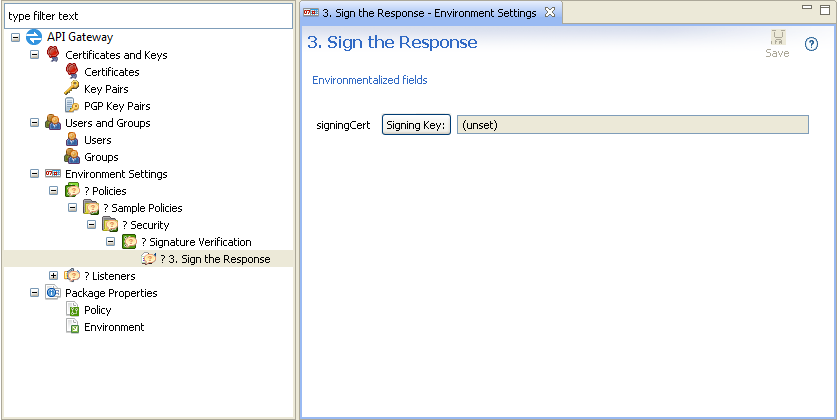 type filter text
API Gateway
Certificates and Keys
Certificates
Key Pairs
PGP Key Pairs
Users and Groups
Users
Groups
Environment Settings
? Policies
? Sample Policies
? Security
? Signature Verification
? 3. Sign the Response
? Listeners
Package Properties
Policy
Environment
3. Sign the Response - Environment Settings
3. Sign the Response
Save
Environmentalized fields
signingCert Signing Key: (unset)